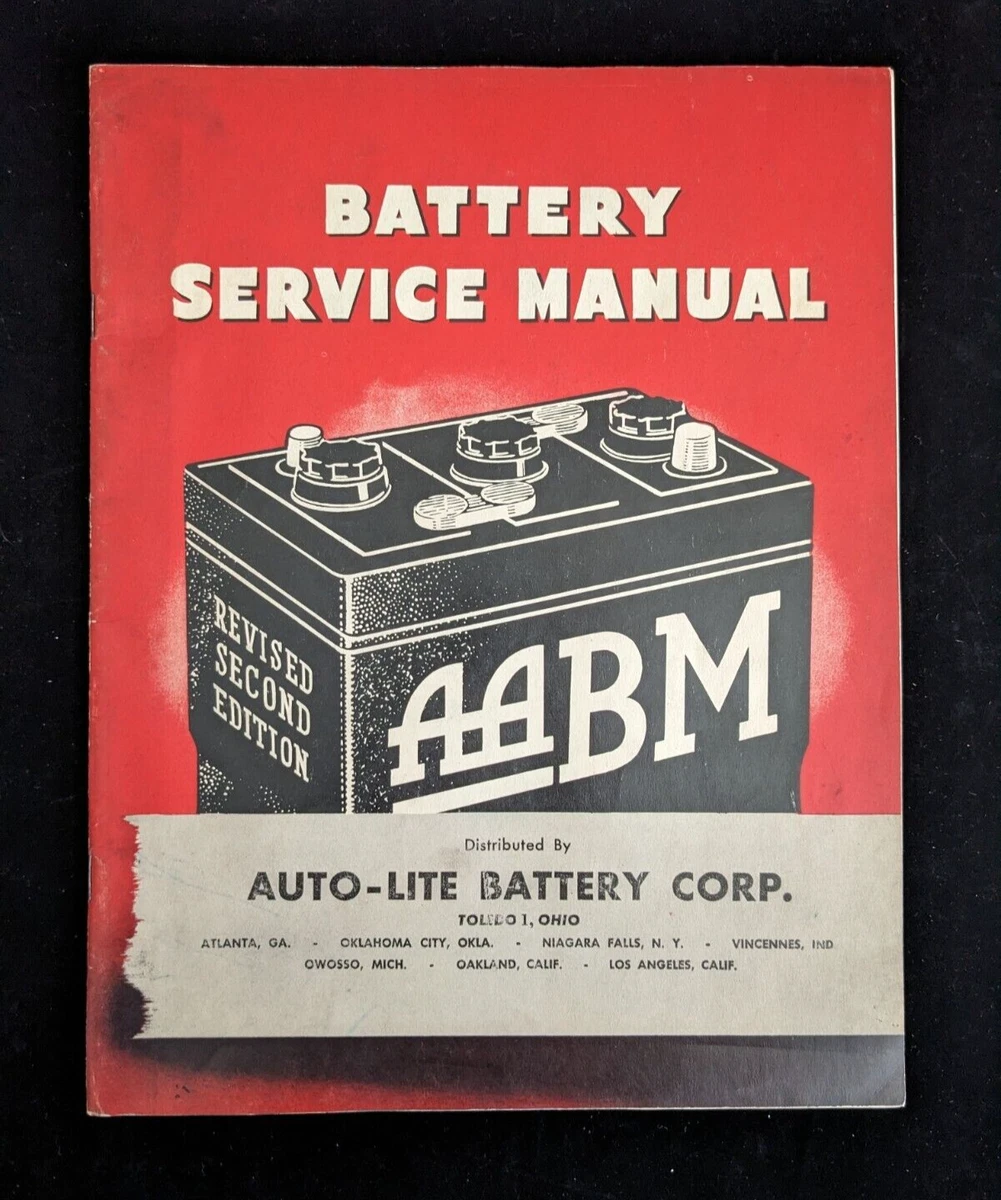 BATTERY
SERVICE MANUAL
REVISED
SECOND
EDITION
AABM
Distributed By
AUTO-LITE BATTERY CORP.
TOLEDO 1, OHIO
ATLANTA, GA. - OKLAHOMA CITY, OKLA. - NIAGARA FALLS, N. Y. - VINCENNES, IND
OWOSSO, MICH. - OAKLAND, CALIF. - LOS ANGELES, CALIF.